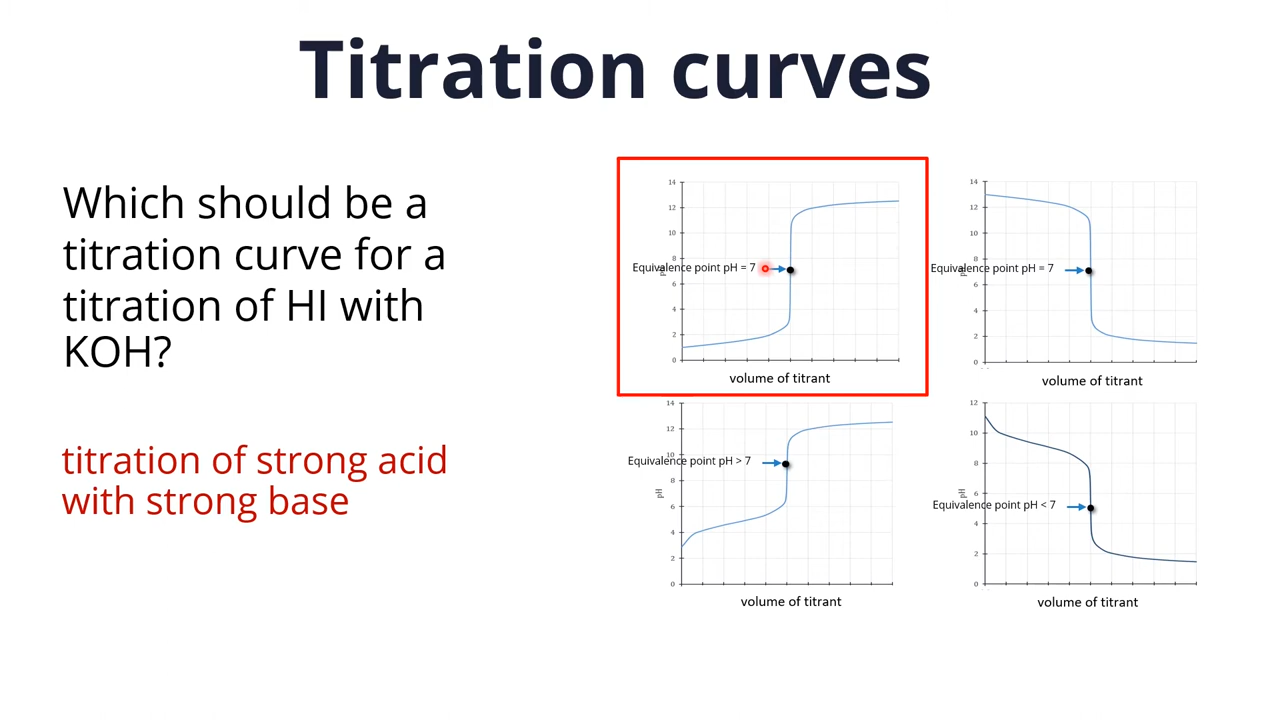 Titration curves
Which should be a
titration curve for a
titration of HI with
KOH?
titration of strong acid
with strong base
14
12
10
8
6
4
2
0
pH
Equivalence point pH = 7
volume of titrant
14
12
10
8
6
4
2
0
pH
Equivalence point pH = 7
volume of titrant
14
12
10
8
6
4
2
0
pH
Equivalence point pH > 7
volume of titrant
12
10
8
6
4
2
0
pH
Equivalence point pH < 7
volume of titrant